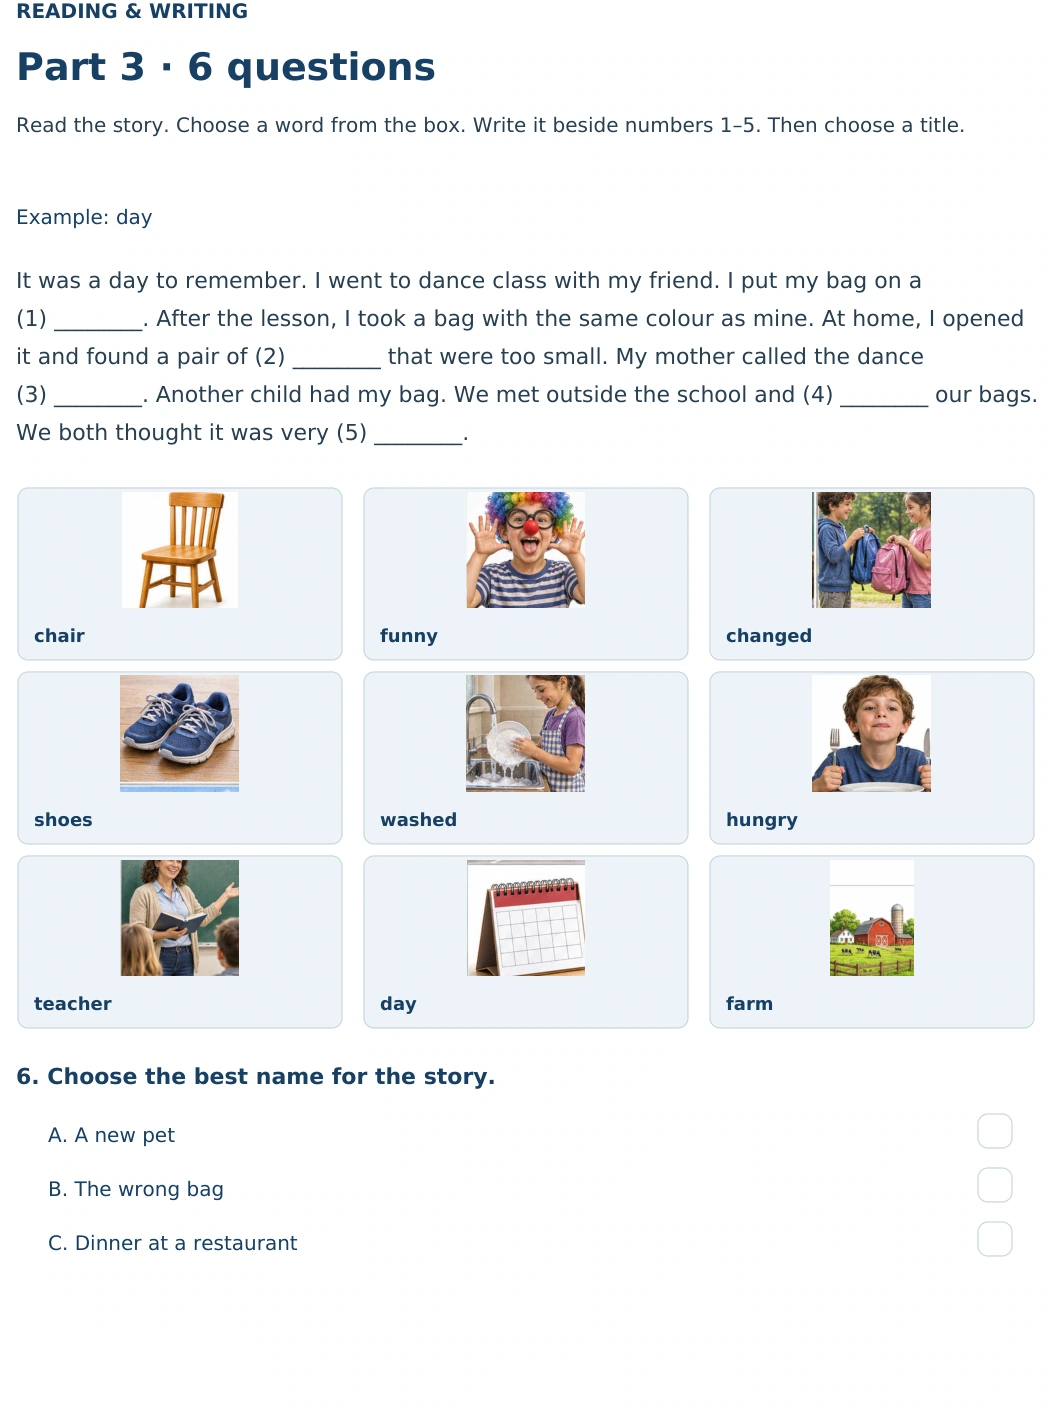 READING & WRITING
Part 3 · 6 questions
Read the story. Choose a word from the box. Write it beside numbers 1–5. Then choose a title.
Example: day
It was a day to remember. I went to dance class with my friend. I put my bag on a
(1) ________. After the lesson, I took a bag with the same colour as mine. At home, I opened
it and found a pair of (2) ________ that were too small. My mother called the dance
(3) ________. Another child had my bag. We met outside the school and (4) ________ our bags.
We both thought it was very (5) ________.
chair
funny
changed
shoes
washed
hungry
teacher
day
farm
6. Choose the best name for the story.
A. A new pet
B. The wrong bag
C. Dinner at a restaurant